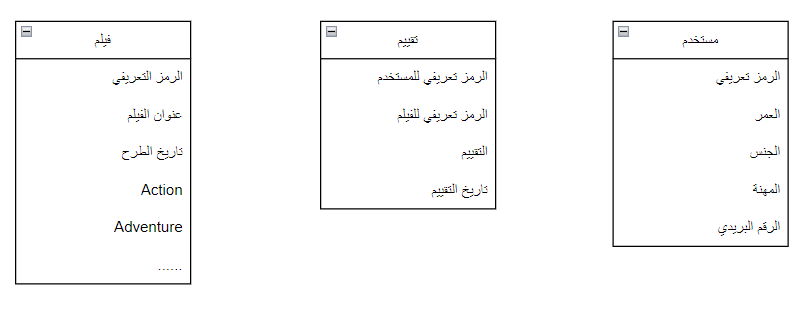 مستخدم
الرمز تعريفي
العمر
الجنس
المهنة
الرقم البريدي
تقييم
الرمز تعريفي للمستخدم
الرمز تعريفي للفيلم
التقييم
تاريخ التقييم
فيلم
الرمز التعريفي
عنوان الفيلم
تاريخ الطرح
Action
Adventure
......